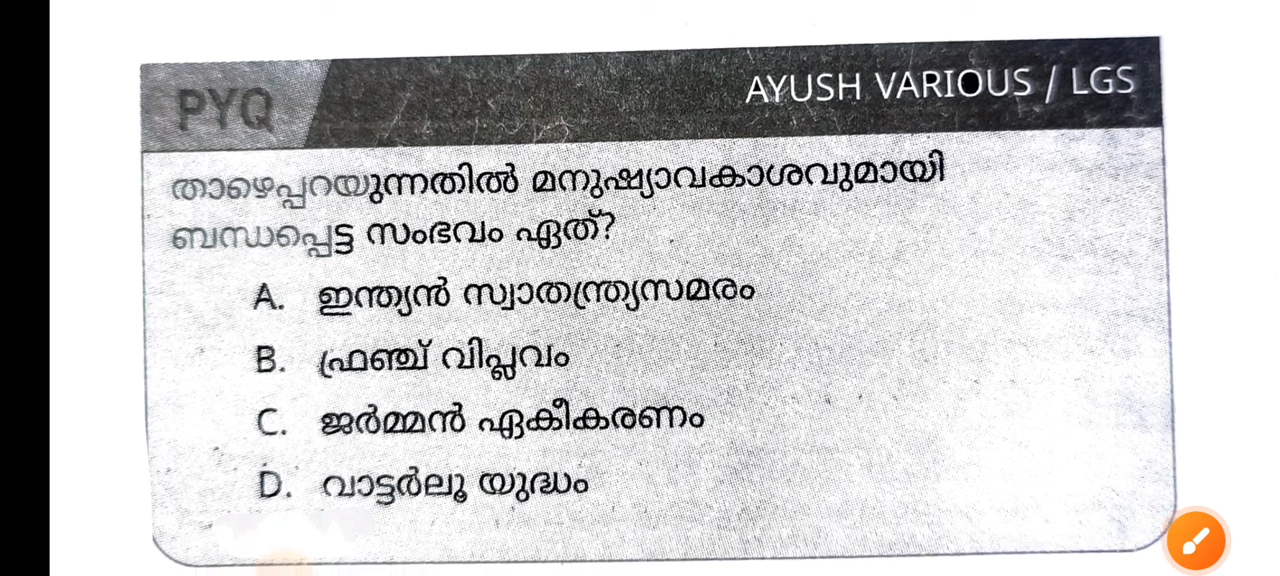 PYQ
AYUSH VARIOUS / LGS
താഴെപ്പറയുന്നതിൽ മനുഷ്യാവകാശവുമായി
ബന്ധപ്പെട്ട സംഭവം ഏത്?
A. ഇന്ത്യൻ സ്വാതന്ത്ര്യസമരം
B. ഫ്രഞ്ച് വിപ്ലവം
C. ജർമ്മൻ ഏകീകരണം
D. വാട്ടർലൂ യുദ്ധം